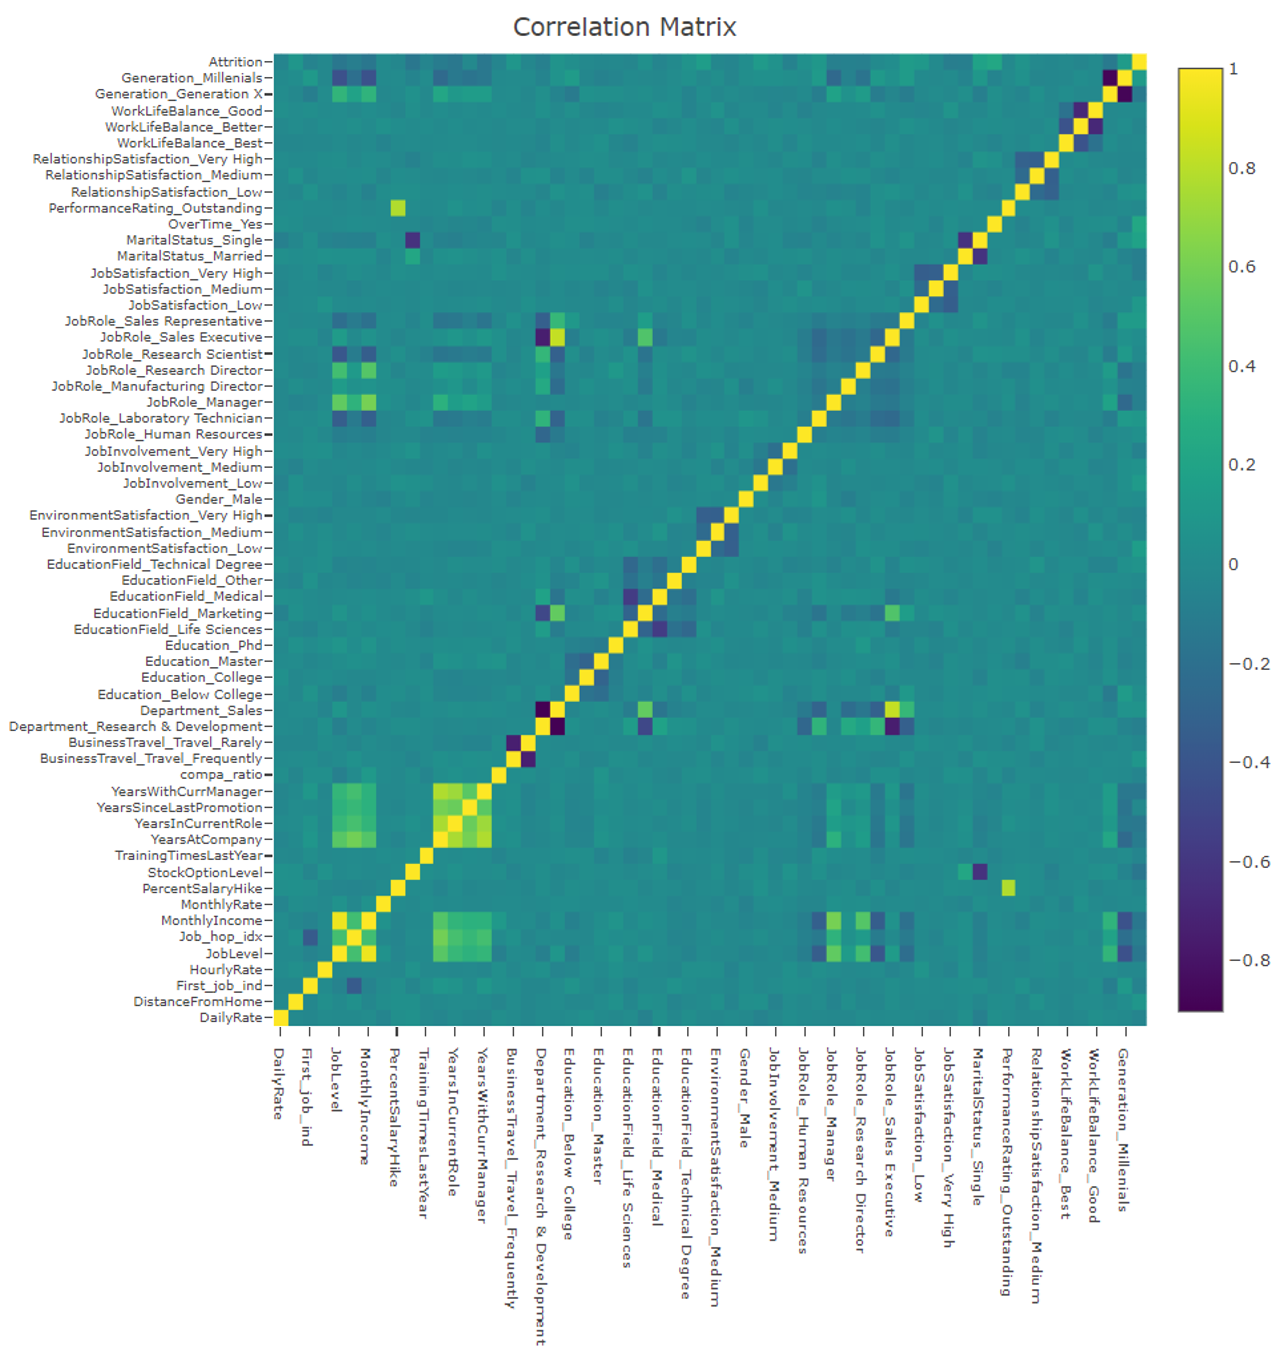 Correlation Matrix
Attrition
Generation_Millenials
Generation_Generation X
WorkLifeBalance_Good
WorkLifeBalance_Better
WorkLifeBalance_Best
RelationshipSatisfaction_Very High
RelationshipSatisfaction_Medium
RelationshipSatisfaction_Low
PerformanceRating_Outstanding
OverTime_Yes
MaritalStatus_Single
MaritalStatus_Married
JobSatisfaction_Very High
JobSatisfaction_Medium
JobSatisfaction_Low
JobRole_Sales Representative
JobRole_Sales Executive
JobRole_Research Scientist
JobRole_Research Director
JobRole_Manufacturing Director
JobRole_Manager
JobRole_Laboratory Technician
JobRole_Human Resources
JobInvolvement_Very High
JobInvolvement_Medium
JobInvolvement_Low
Gender_Male
EnvironmentSatisfaction_Very High
EnvironmentSatisfaction_Medium
EnvironmentSatisfaction_Low
EducationField_Technical Degree
EducationField_Other
EducationField_Medical
EducationField_Marketing
EducationField_Life Sciences
Education_Phd
Education_Master
Education_College
Education_Below College
Department_Sales
Department_Research & Development
BusinessTravel_Travel_Rarely
BusinessTravel_Travel_Frequently
compa_ratio
YearsWithCurrManager
YearsSinceLastPromotion
YearsInCurrentRole
YearsAtCompany
TrainingTimesLastYear
StockOptionLevel
PercentSalaryHike
MonthlyRate
MonthlyIncome
Job_hop_idx
JobLevel
HourlyRate
First_job_ind
DistanceFromHome
DailyRate
DailyRate
First_job_ind
JobLevel
MonthlyIncome
PercentSalaryHike
TrainingTimesLastYear
YearsInCurrentRole
YearsWithCurrManager
BusinessTravel_Travel_Frequently
Department_Research & Development
Education_Below College
Education_Master
EducationField_Life Sciences
EducationField_Medical
EducationField_Technical Degree
EnvironmentSatisfaction_Medium
Gender_Male
JobInvolvement_Medium
JobRole_Human Resources
JobRole_Manager
JobRole_Research Director
JobRole_Sales Executive
JobSatisfaction_Low
JobSatisfaction_Very High
MaritalStatus_Single
PerformanceRating_Outstanding
RelationshipSatisfaction_Medium
WorkLifeBalance_Best
WorkLifeBalance_Good
Generation_Millenials
1
0.8
0.6
0.4
0.2
0
−0.2
−0.4
−0.6
−0.8